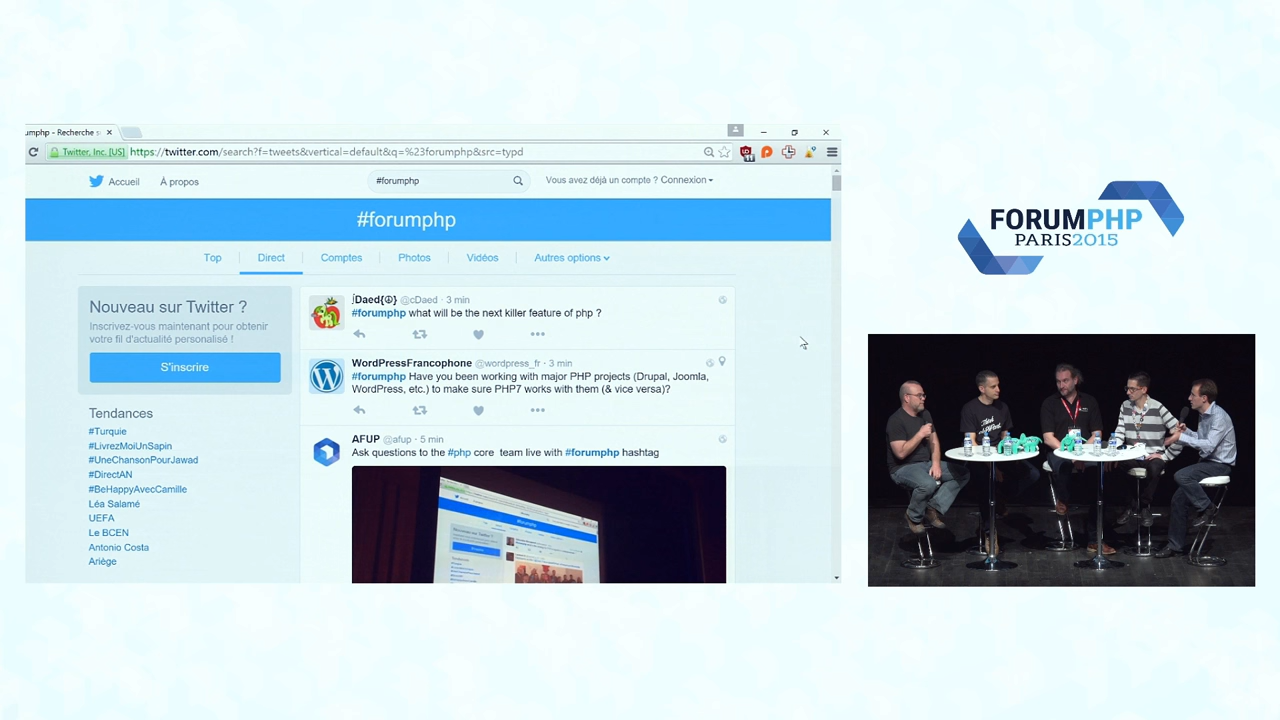 umphp - Recherche s
Twitter, Inc. [US] https://twitter.com/search?f=tweets&vertical=default&q=%23forumphp&src=typd
Accueil À propos #forumphp Vous avez déjà un compte ? Connexion
#forumphp
Top Direct Comptes Photos Vidéos Autres options
Nouveau sur Twitter ?
Inscrivez-vous maintenant pour obtenir
votre fil d'actualité personalisé !
S'inscrire
Tendances
#Turquie
#LivrezMoiUnSapin
#UneChansonPourJawad
#DirectAN
#BeHappyAvecCamille
Léa Salamé
UEFA
Le BCEN
Antonio Costa
Ariège
@cDaed · 3 min
#forumphp what will be the next killer feature of php ?
WordPressFrancophone @wordpress_fr · 3 min
#forumphp Have you been working with major PHP projects (Drupal, Joomla,
WordPress, etc.) to make sure PHP7 works with them (& vice versa)?
AFUP @afup · 5 min
Ask questions to the #php core team live with #forumphp hashtag
#forumphp
FORUMPHP
PARIS2015